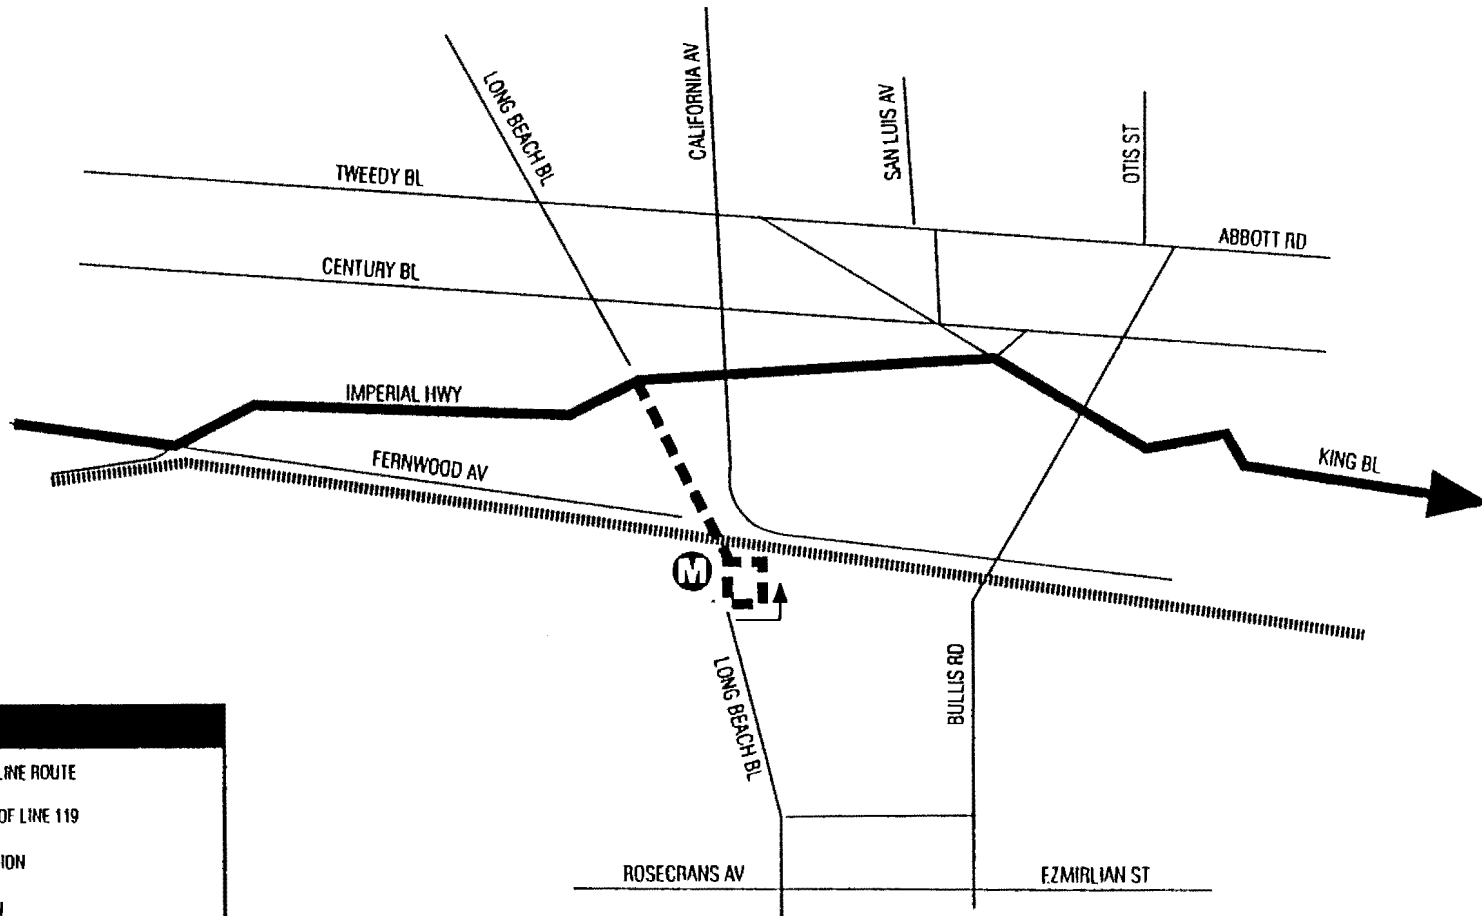 LONG BEACH BL
CALIFORNIA AV
SAN LUIS AV
OTIS ST
TWEEDY BL
ABBOTT RD
CENTURY BL
IMPERIAL HWY
FERNWOOD AV
KING BL
M
LONG BEACH BL
BULLIS RD
LINE ROUTE
OF LINE 119
ION
N
ROSECRANS AV
EZMIRLIAN ST